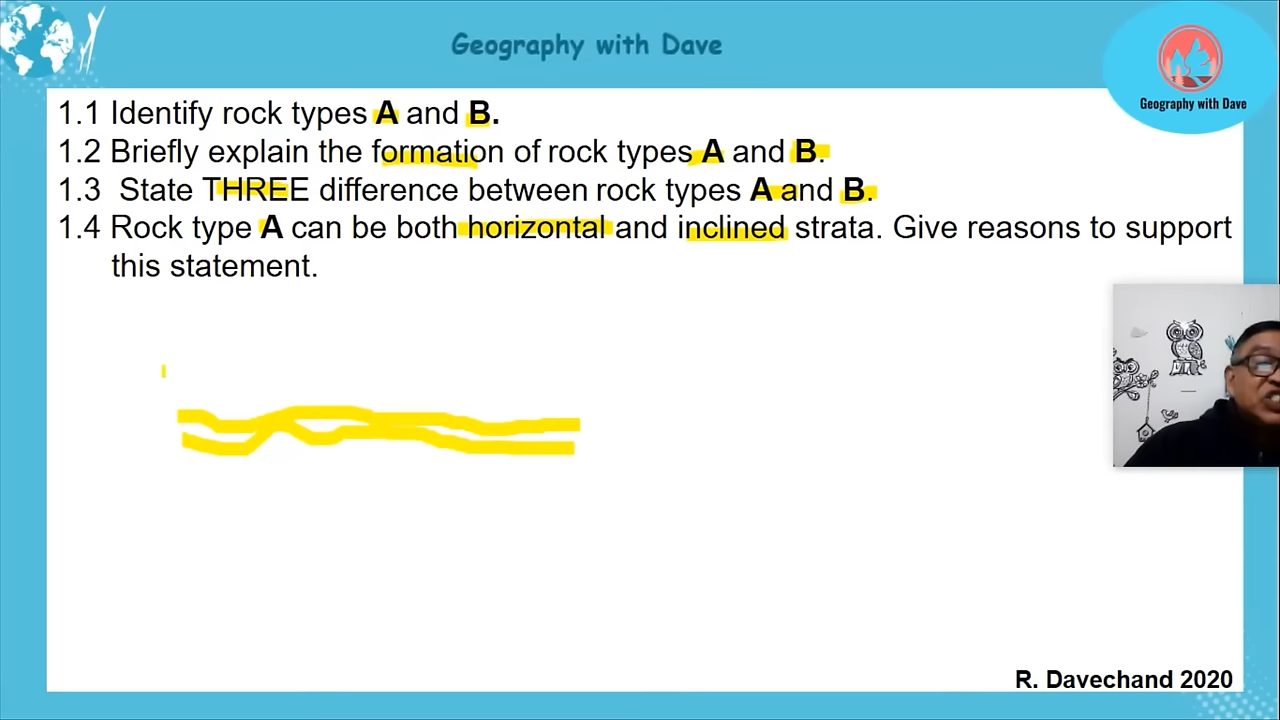 Geography with Dave
Geography with Dave
1.1 Identify rock types A and B.
1.2 Briefly explain the formation of rock types A and B.
1.3 State THREE difference between rock types A and B.
1.4 Rock type A can be both horizontal and inclined strata. Give reasons to support
this statement.
R. Davechand 2020